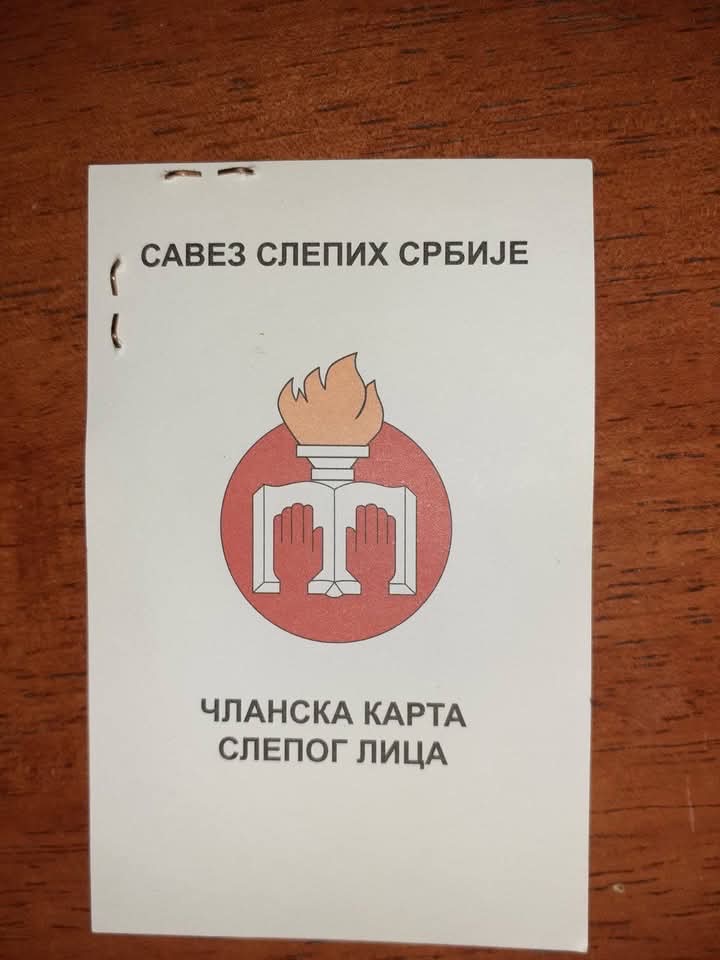 САВЕЗ СЛЕПИХ СРБИЈЕ
ЧЛАНСКА КАРТА
СЛЕПОГ ЛИЦА